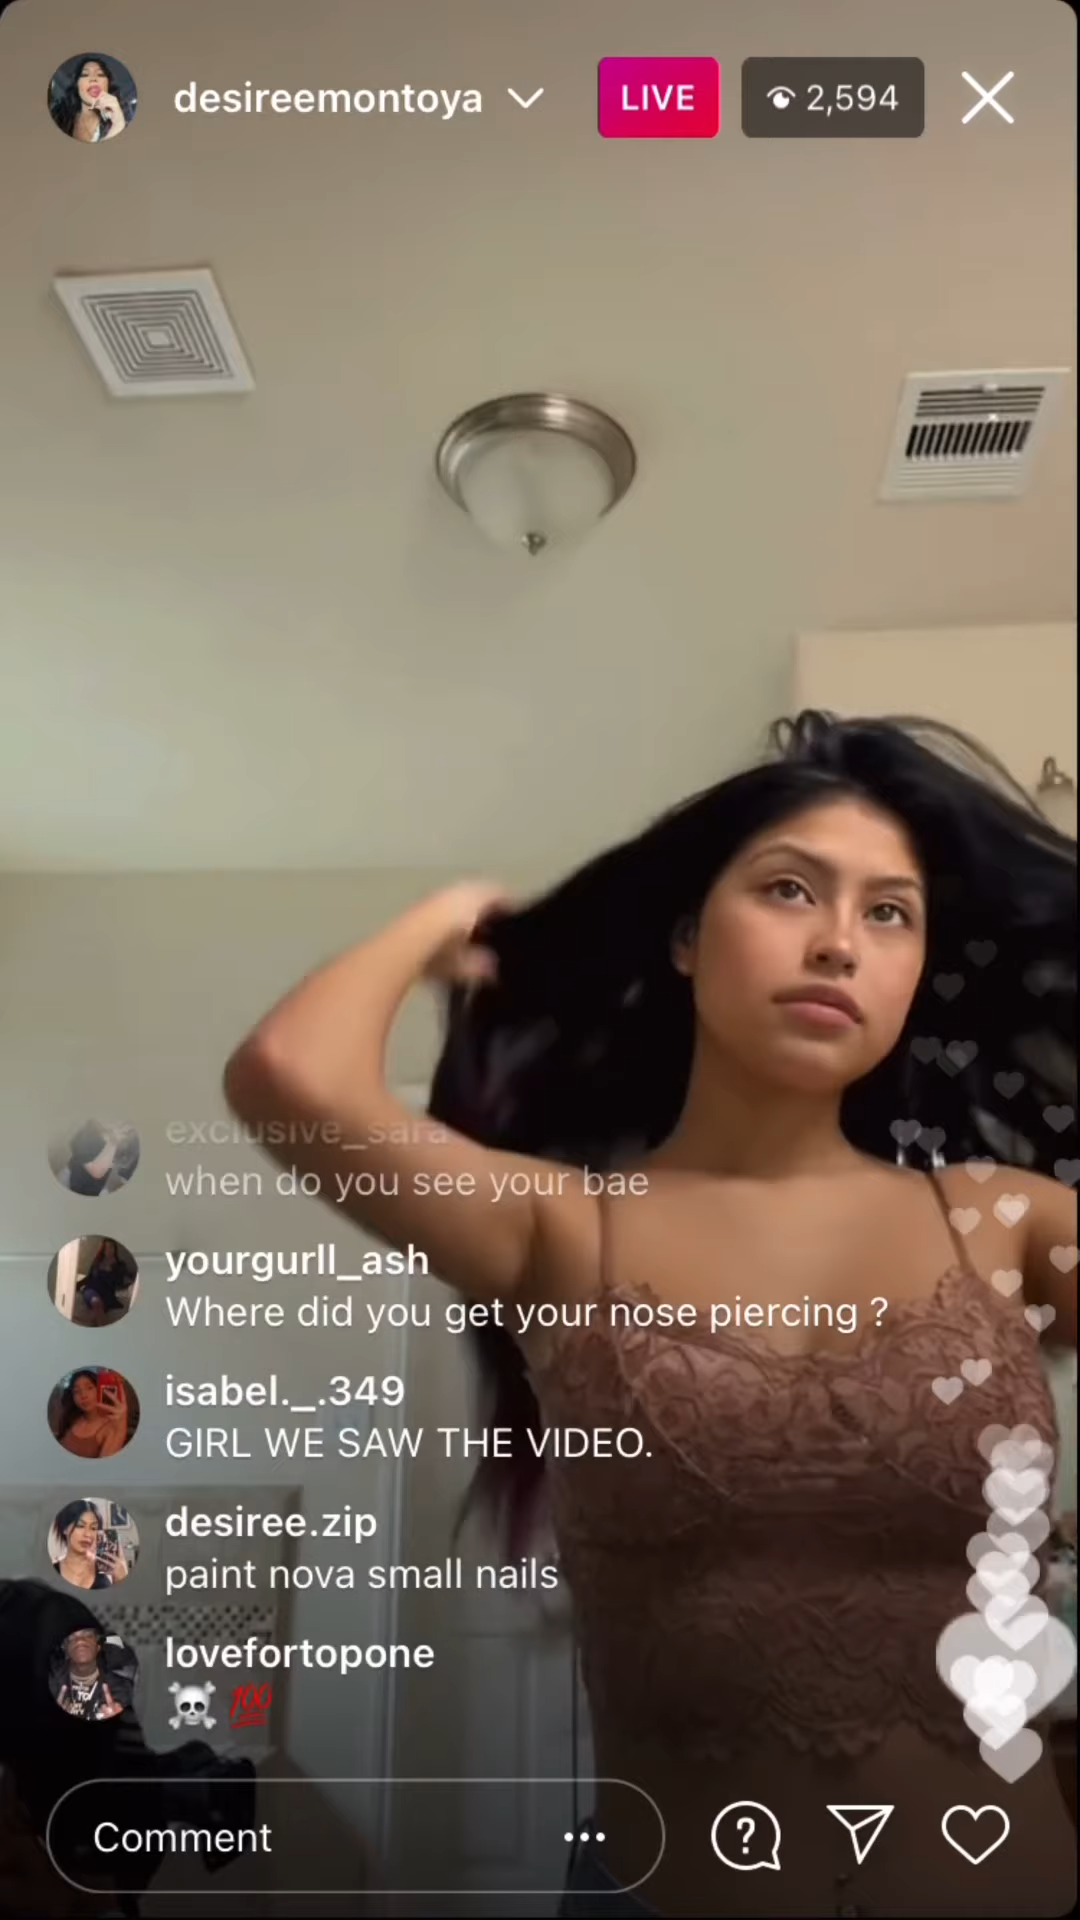 desireemontoya
LIVE
2,594
exclusive_sara
when do you see your bae
yourgurll_ash
Where did you get your nose piercing ?
isabel._.349
GIRL WE SAW THE VIDEO.
desiree.zip
paint nova small nails
lovefortopone
☠️ 💯
Comment